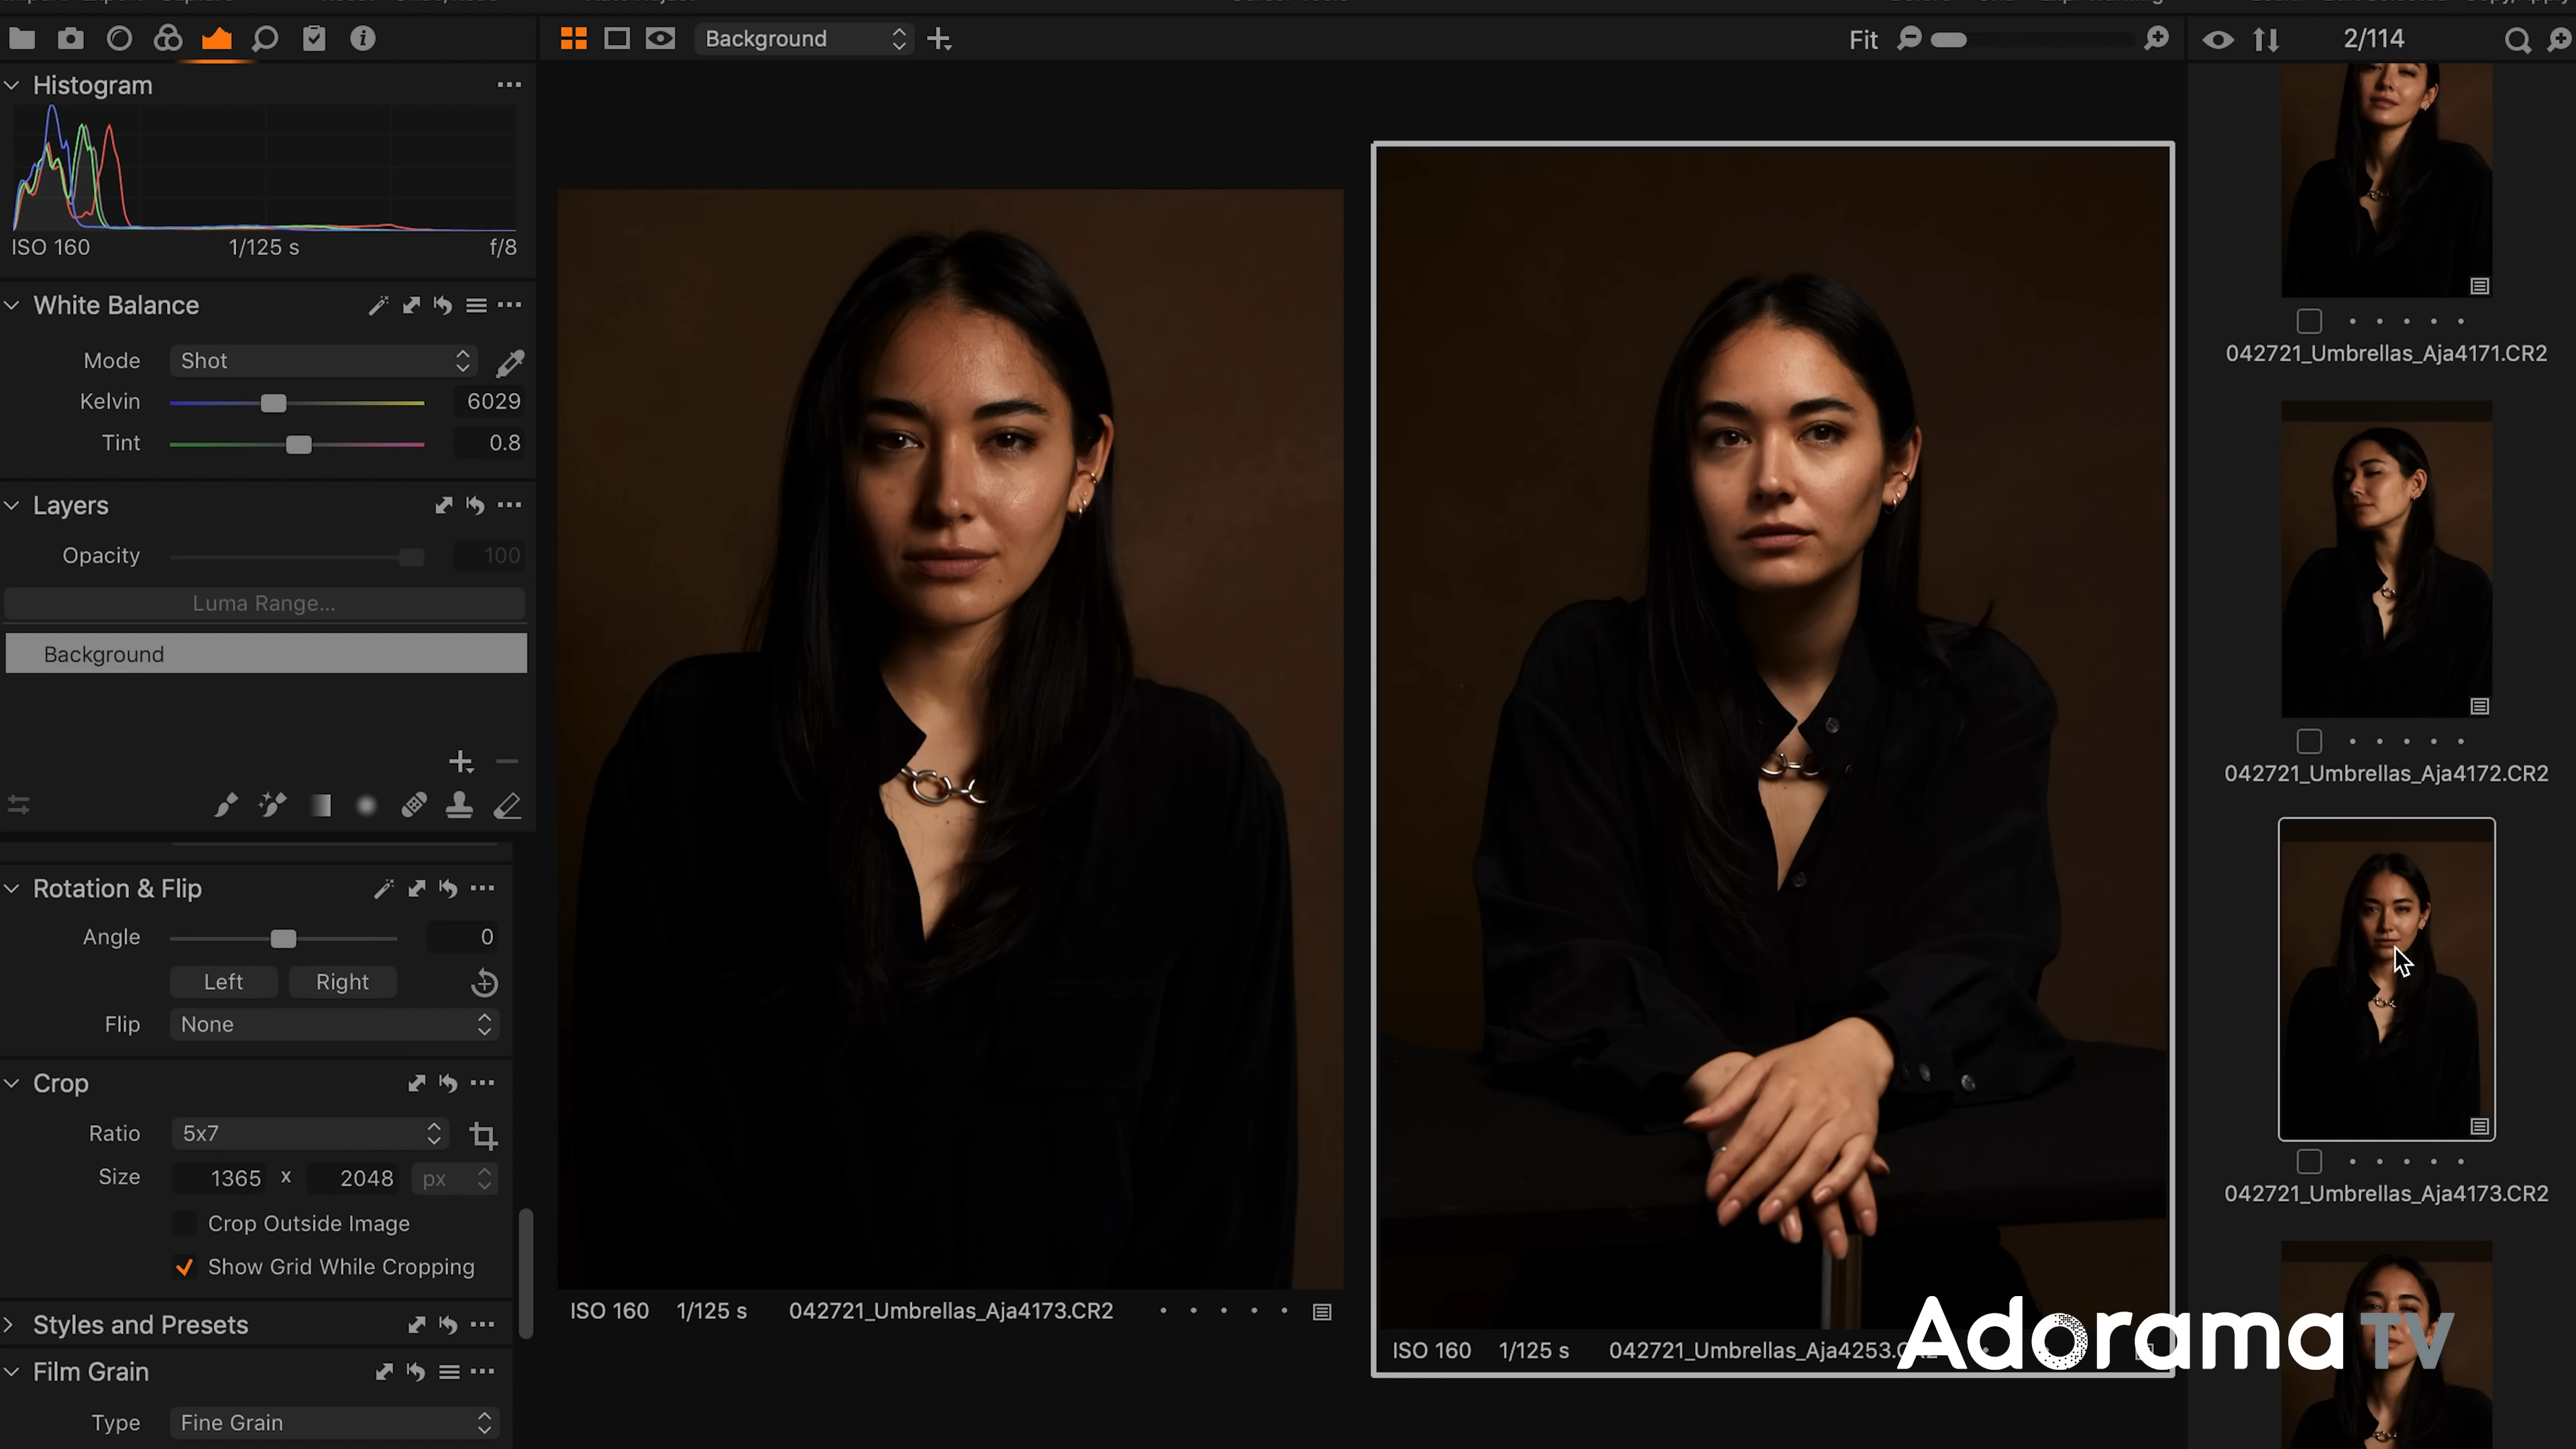 Background
Fit
2/114
Histogram
ISO 160 1/125 s f/8
White Balance
Mode Shot
Kelvin 6029
Tint 0.8
Layers
Opacity 100
Luma Range...
Background
Rotation & Flip
Angle 0
Left Right
Flip None
Crop
Ratio 5x7
Size 1365 x 2048 px
Crop Outside Image
Show Grid While Cropping
Styles and Presets
Film Grain
Type Fine Grain
ISO 160 1/125 s 042721_Umbrellas_Aja4173.CR2
ISO 160 1/125 s 042721_Umbrellas_Aja4253.
042721_Umbrellas_Aja4171.CR2
042721_Umbrellas_Aja4172.CR2
042721_Umbrellas_Aja4173.CR2
Adorama TV